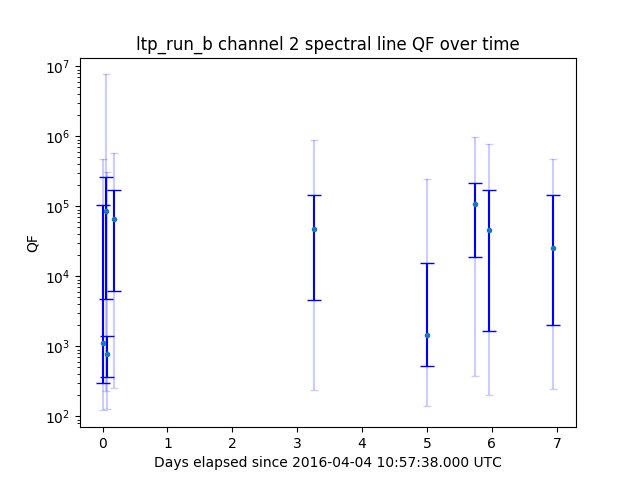 ltp_run_b channel 2 spectral line QF over time
QF
10^7
10^6
10^5
10^4
10^3
10^2
0 1 2 3 4 5 6 7
Days elapsed since 2016-04-04 10:57:38.000 UTC